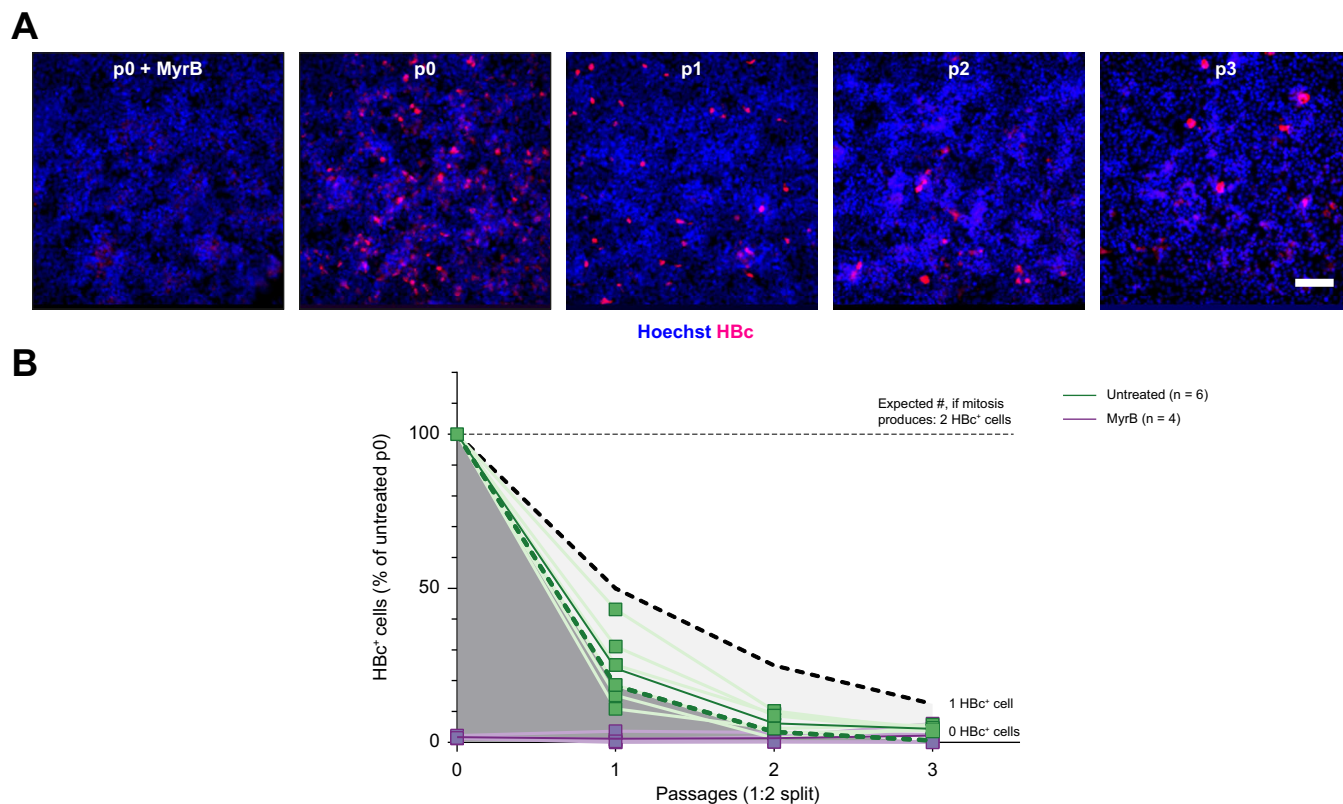 A
p0 + MyrB
p0
p1
p2
p3
Hoechst HBc
B
HBc⁺ cells (% of untreated p0)
100
50
0
Expected #, if mitosis
produces: 2 HBc⁺ cells
1 HBc⁺ cell
0 HBc⁺ cells
Untreated (n = 6)
MyrB (n = 4)
0
1
2
3
Passages (1:2 split)